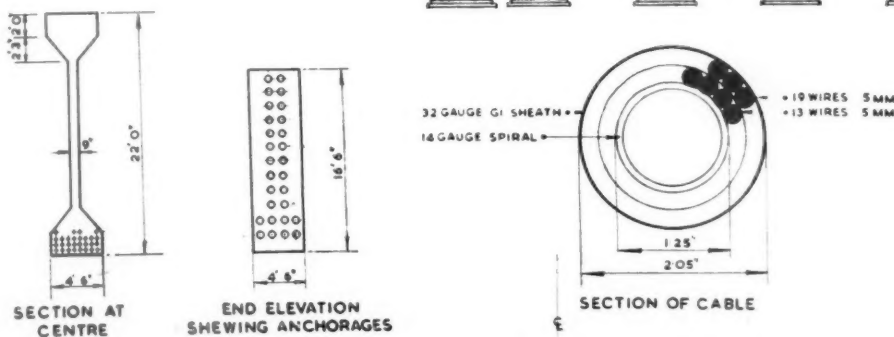 2'0"
2'3"
9"
22'0"
4'6"
SECTION AT
CENTRE
16'6"
4'6"
END ELEVATION
SHEWING ANCHORAGES
32 GAUGE GI SHEATH
14 GAUGE SPIRAL
19 WIRES 5MM
13 WIRES 5MM
1.25"
2.05"
SECTION OF CABLE
℄